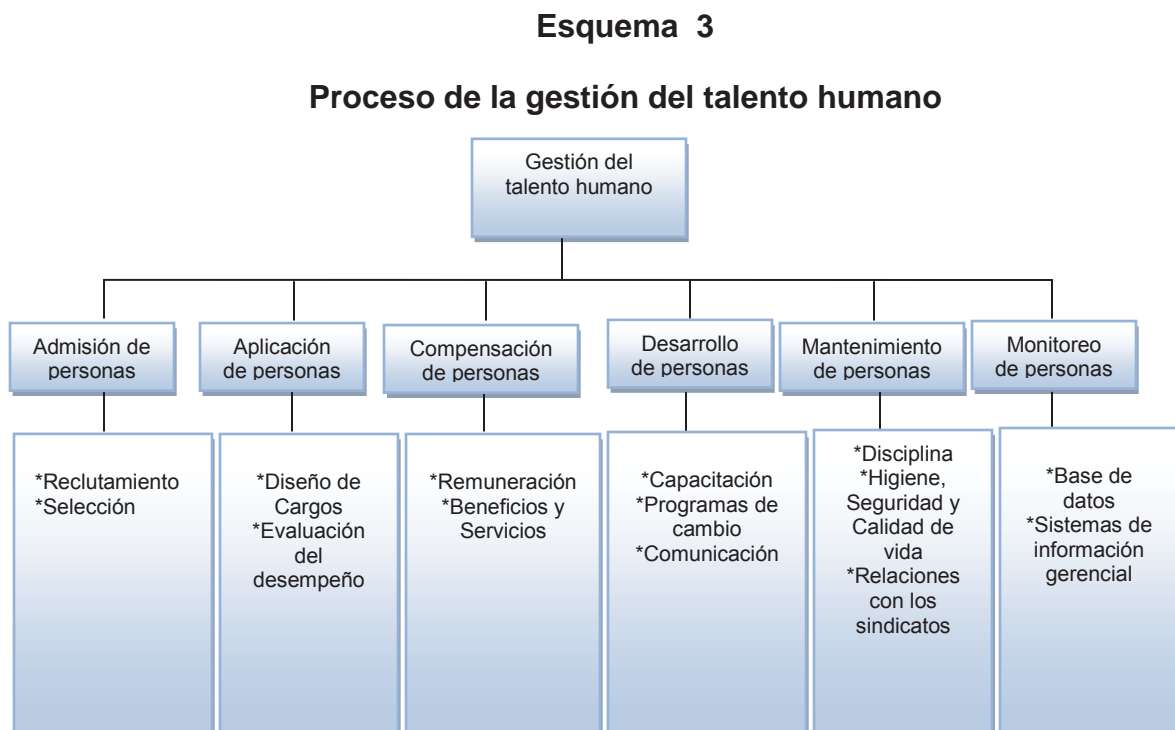 Esquema 3
Proceso de la gestión del talento humano
Gestión del
talento humano
Admisión de
personas
Aplicación
de personas
Compensación
de personas
Desarrollo
de personas
Mantenimiento
de personas
Monitoreo
de personas
*Reclutamiento
*Selección
*Diseño de
Cargos
*Evaluación
del
desempeño
*Remuneración
*Beneficios y
Servicios
*Capacitación
*Programas de
cambio
*Comunicación
*Disciplina
*Higiene,
Seguridad y
Calidad de
vida
*Relaciones
con los
sindicatos
*Base de
datos
*Sistemas de
información
gerencial